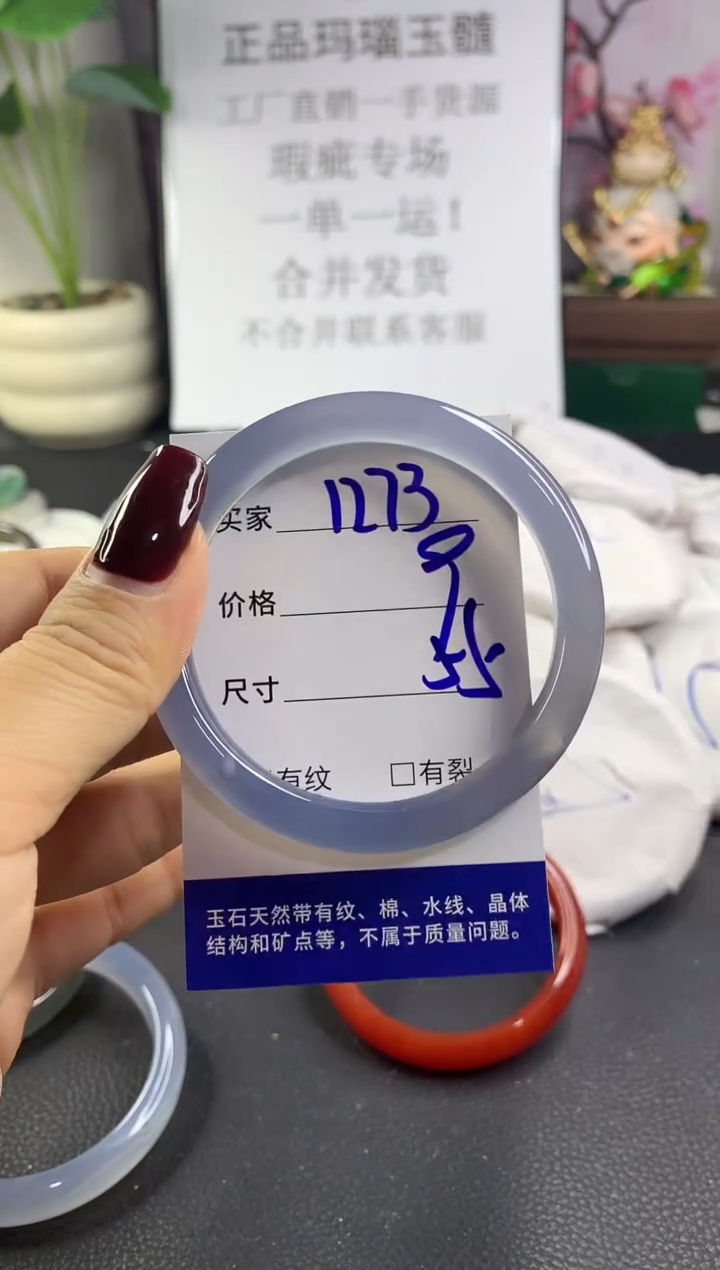 正品玛瑙玉髓
工厂直销一手货源
瑕疵专场
一单一运！
合并发货
不合并联系客服
买家 1273
价格
尺寸 55
有纹 □有裂
玉石天然带有纹、棉、水线、晶体
结构和矿点等，不属于质量问题。